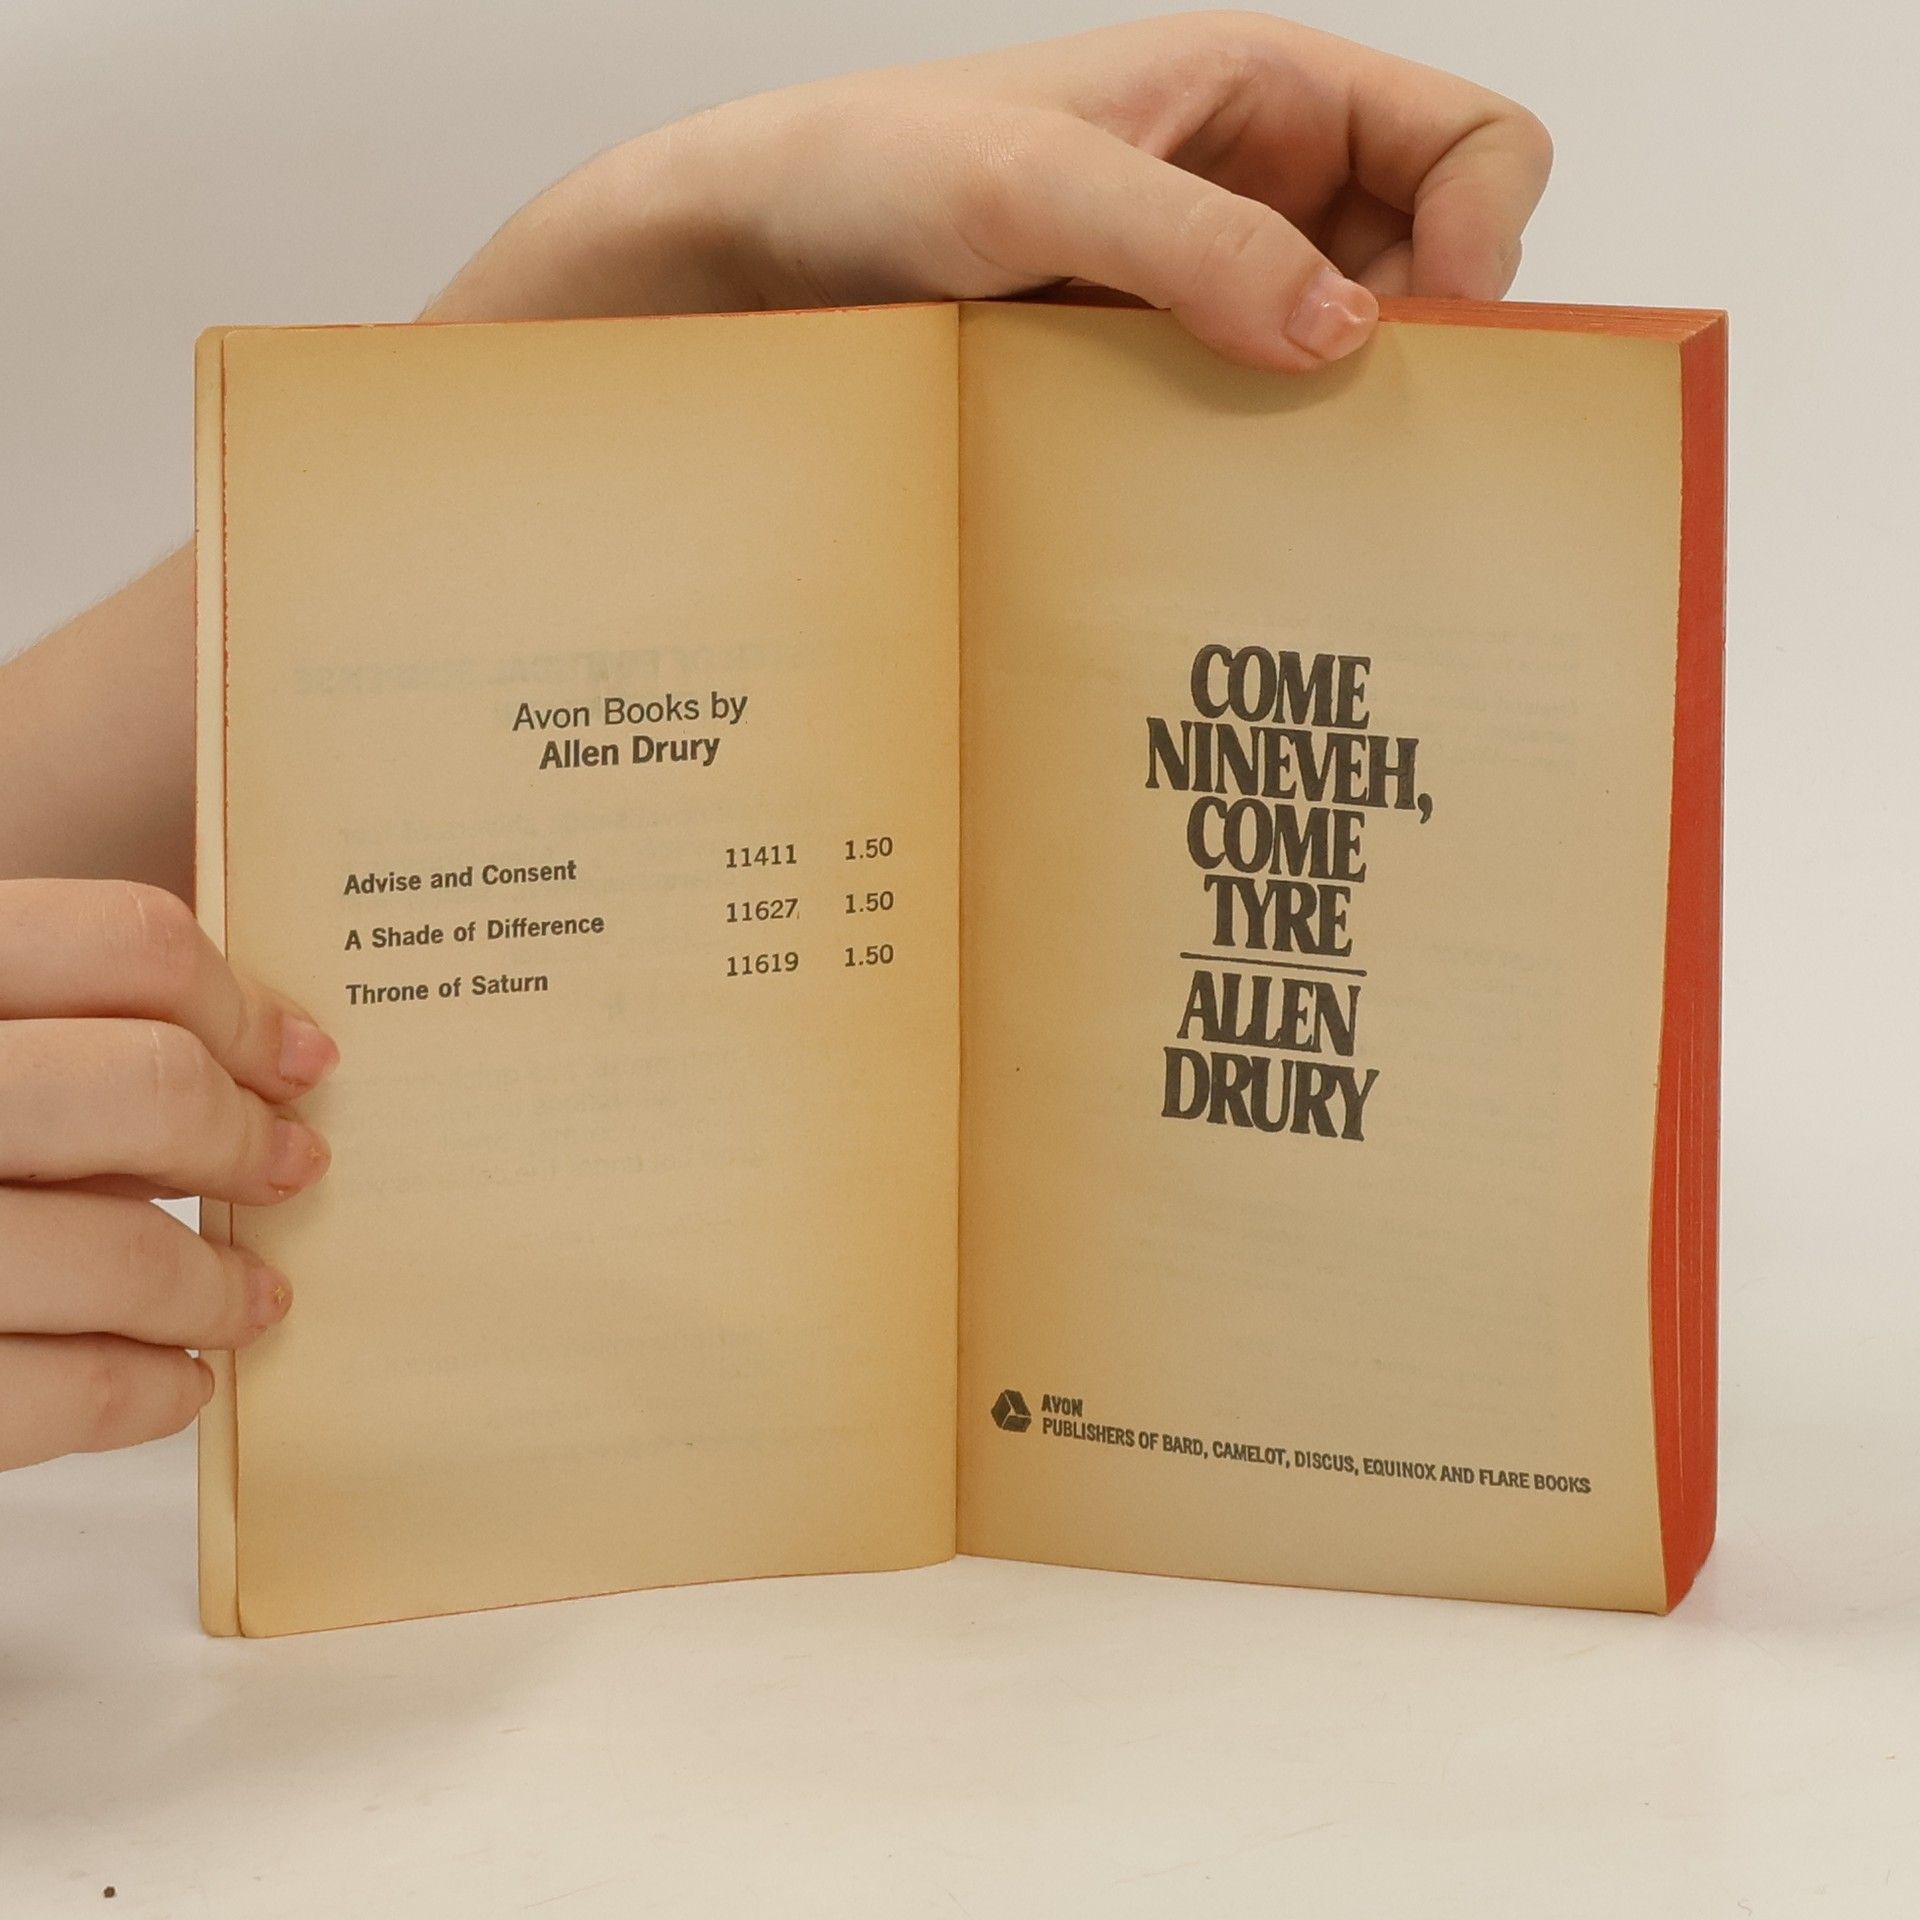 Avon Books by
Allen Drury
Advise and Consent 11411 1.50
A Shade of Difference 11627 1.50
Throne of Saturn 11619 1.50
COME
NINEVEH,
COME
TYRE
ALLEN
DRURY
AVON
PUBLISHERS OF BARD, CAMELOT, DISCUS, EQUINOX AND FLARE BOOKS